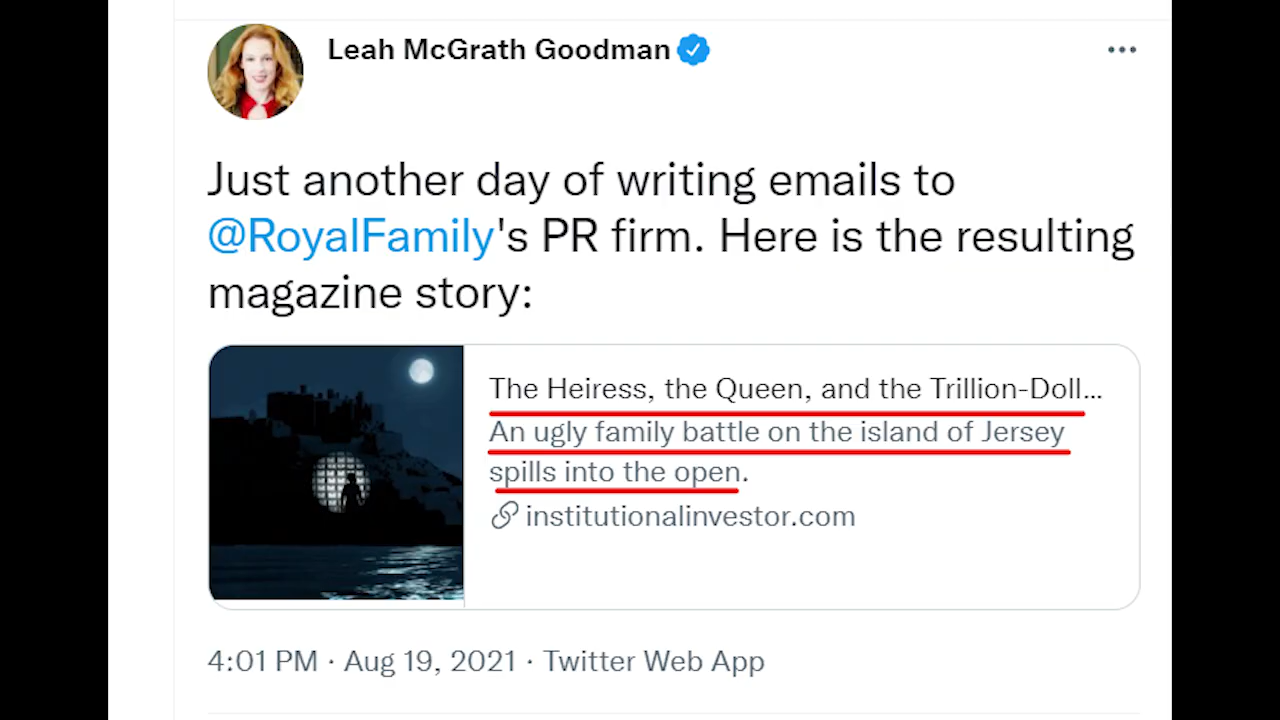 Leah McGrath Goodman
Just another day of writing emails to
@RoyalFamily's PR firm. Here is the resulting
magazine story:
The Heiress, the Queen, and the Trillion-Doll...
An ugly family battle on the island of Jersey
spills into the open.
institutionalinvestor.com
4:01 PM · Aug 19, 2021 · Twitter Web App